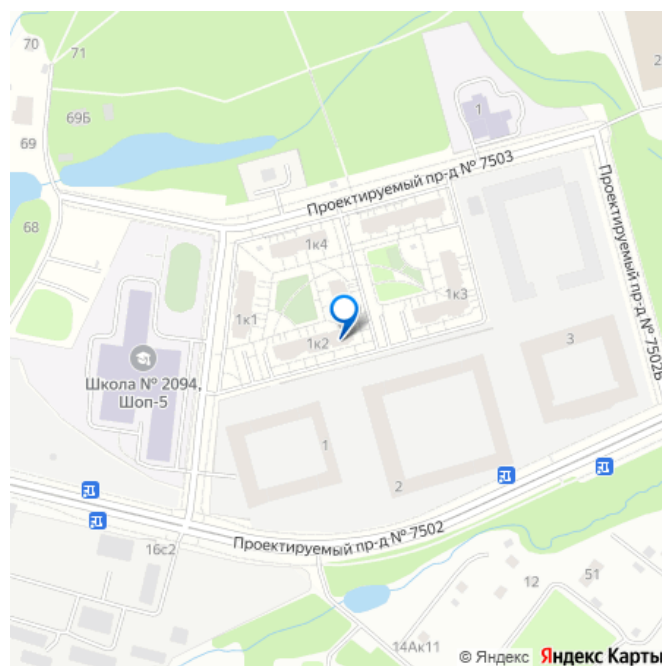 70
71
2
69Б
1
69
Проектируемый пр-д № 7503
68
1к4
Проектируемый пр-д № 7502Б
1к3
1к1
1к2
3
Школа № 2094,
Шоп-5
1
2
Проектируемый пр-д № 7502
16с2
51
12
14Ак11
© Яндекс Яндекс Карты